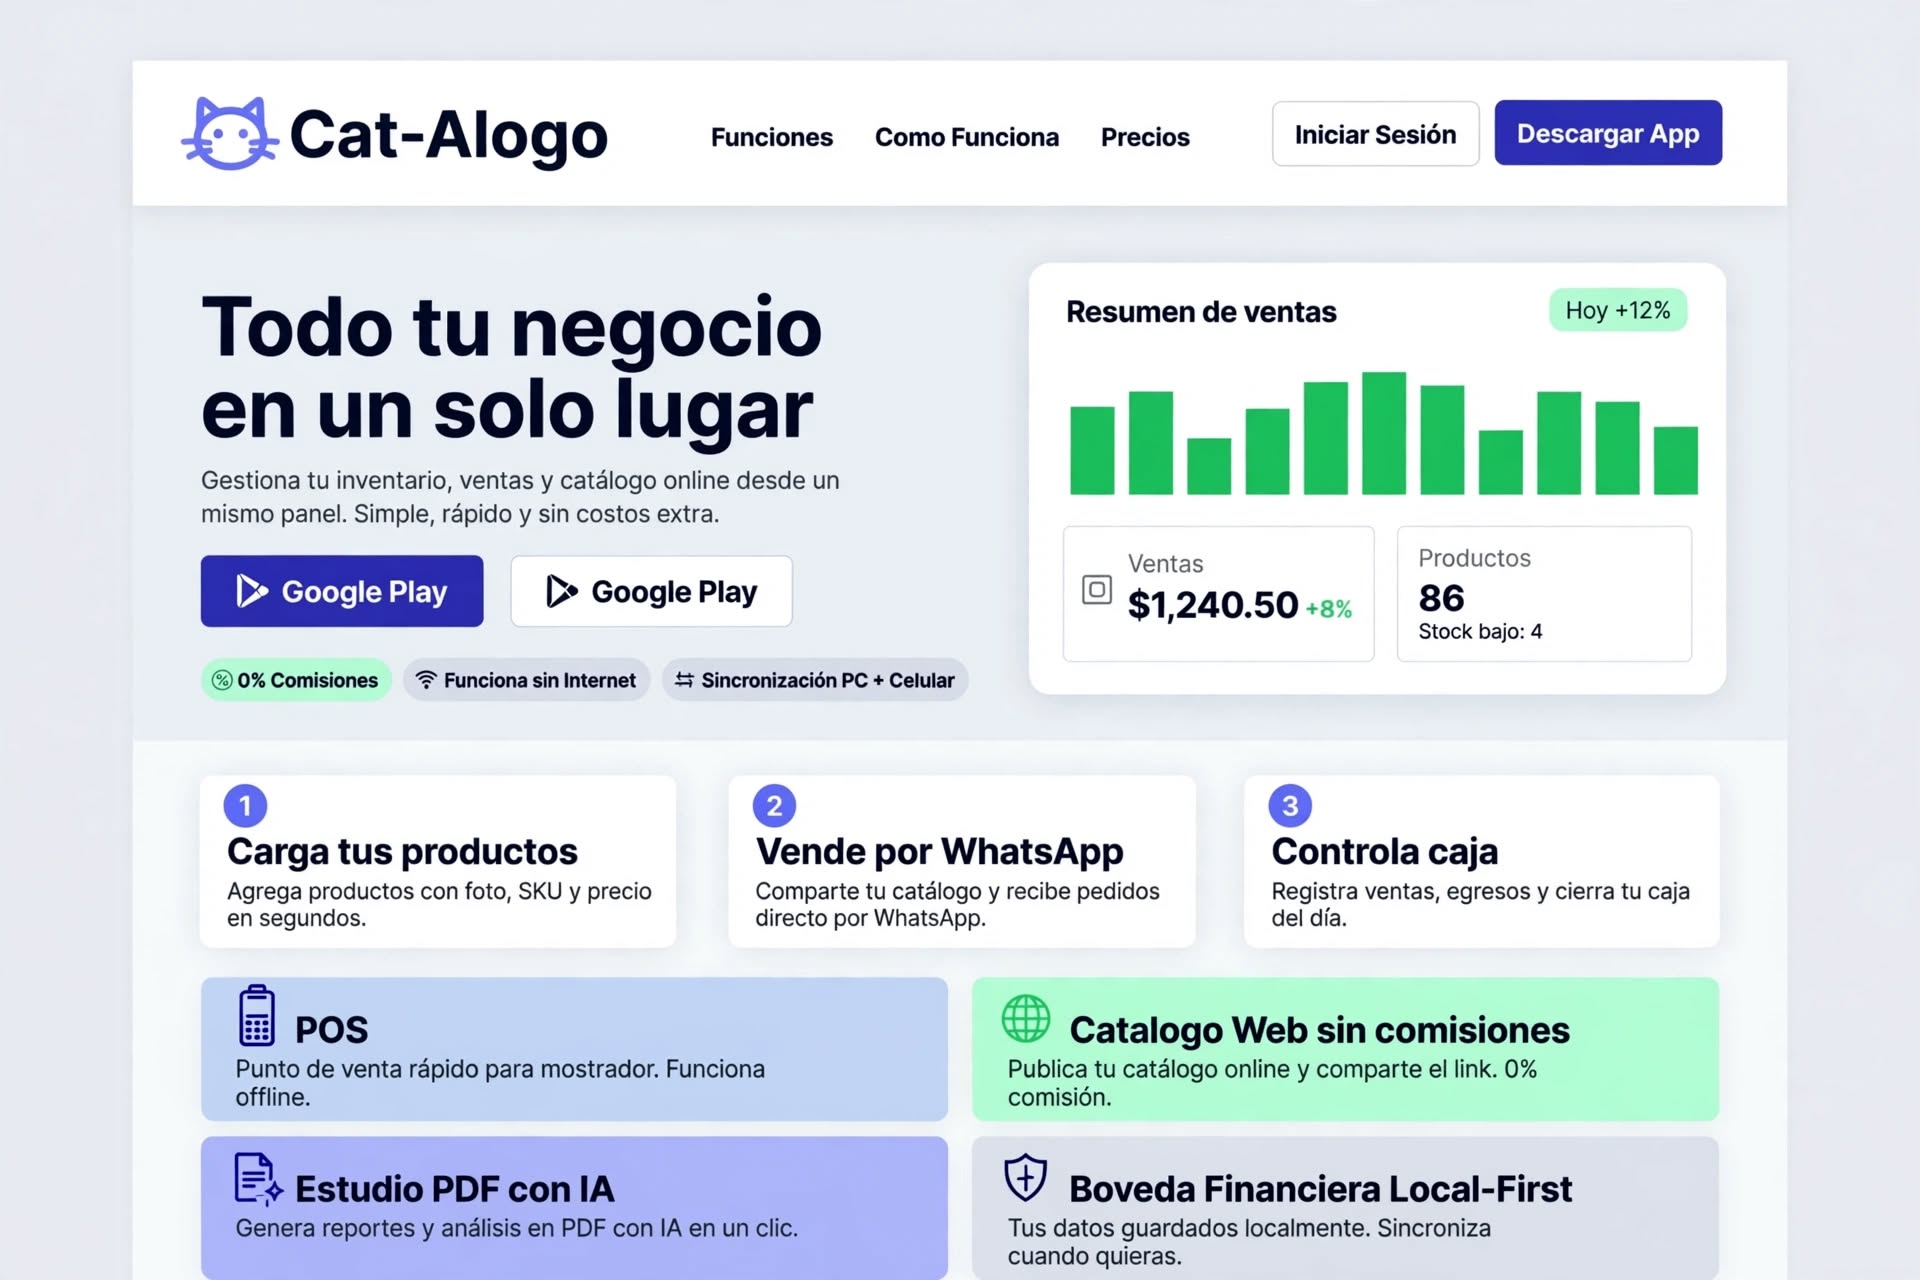 Cat-Alogo
Funciones
Como Funciona
Precios
Iniciar Sesión
Descargar App
Todo tu negocio
en un solo lugar
Gestiona tu inventario, ventas y catálogo online desde un
mismo panel. Simple, rápido y sin costos extra.
Google Play
Google Play
0% Comisiones
Funciona sin Internet
Sincronización PC + Celular
Resumen de ventas
Hoy +12%
Ventas
$1,240.50 +8%
Productos
86
Stock bajo: 4
1
Carga tus productos
Agrega productos con foto, SKU y precio
en segundos.
2
Vende por WhatsApp
Comparte tu catálogo y recibe pedidos
directo por WhatsApp.
3
Controla caja
Registra ventas, egresos y cierra tu caja
del día.
POS
Punto de venta rápido para mostrador. Funciona
offline.
Catalogo Web sin comisiones
Publica tu catálogo online y comparte el link. 0%
comisión.
Estudio PDF con IA
Genera reportes y análisis en PDF con IA en un clic.
Boveda Financiera Local-First
Tus datos guardados localmente. Sincroniza
cuando quieras.